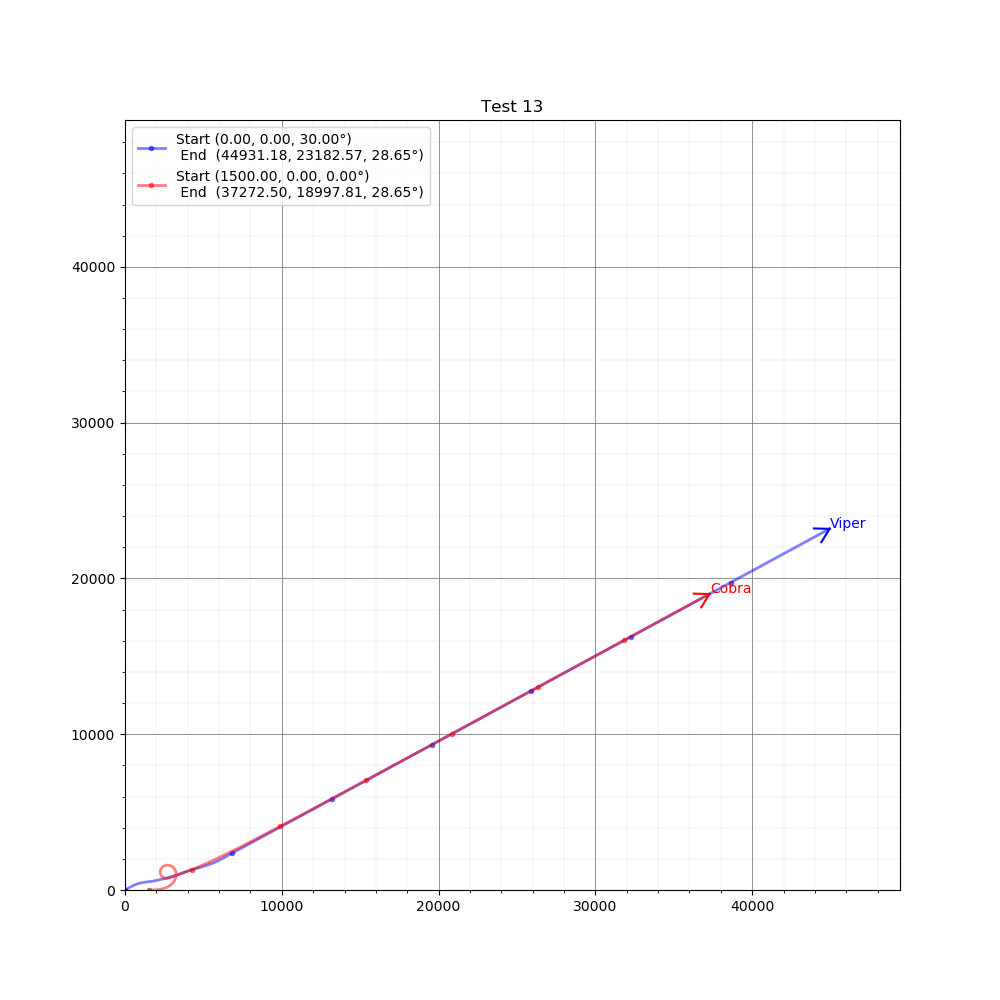 Test 13
Start (0.00, 0.00, 30.00°)
End  (44931.18, 23182.57, 28.65°)
Start (1500.00, 0.00, 0.00°)
End  (37272.50, 18997.81, 28.65°)
40000
30000
Viper
20000
Cobra
10000
0
0 10000 20000 30000 40000